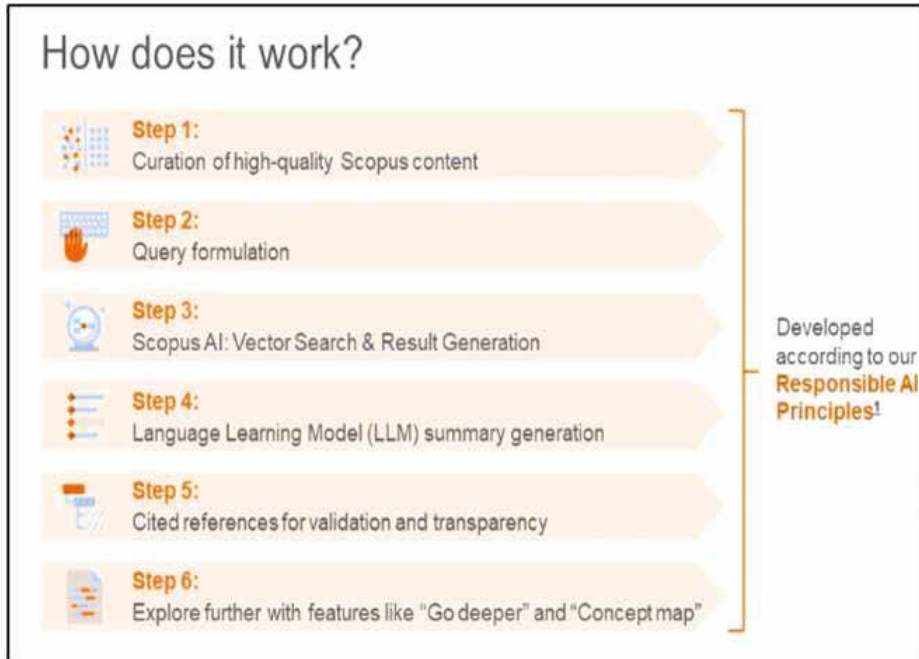 How does it work?
Step 1:
Curation of high-quality Scopus content
Step 2:
Query formulation
Step 3:
Scopus AI: Vector Search & Result Generation
Step 4:
Language Learning Model (LLM) summary generation
Step 5:
Cited references for validation and transparency
Step 6:
Explore further with features like “Go deeper” and “Concept map”
Developed
according to our
Responsible AI
Principles¹